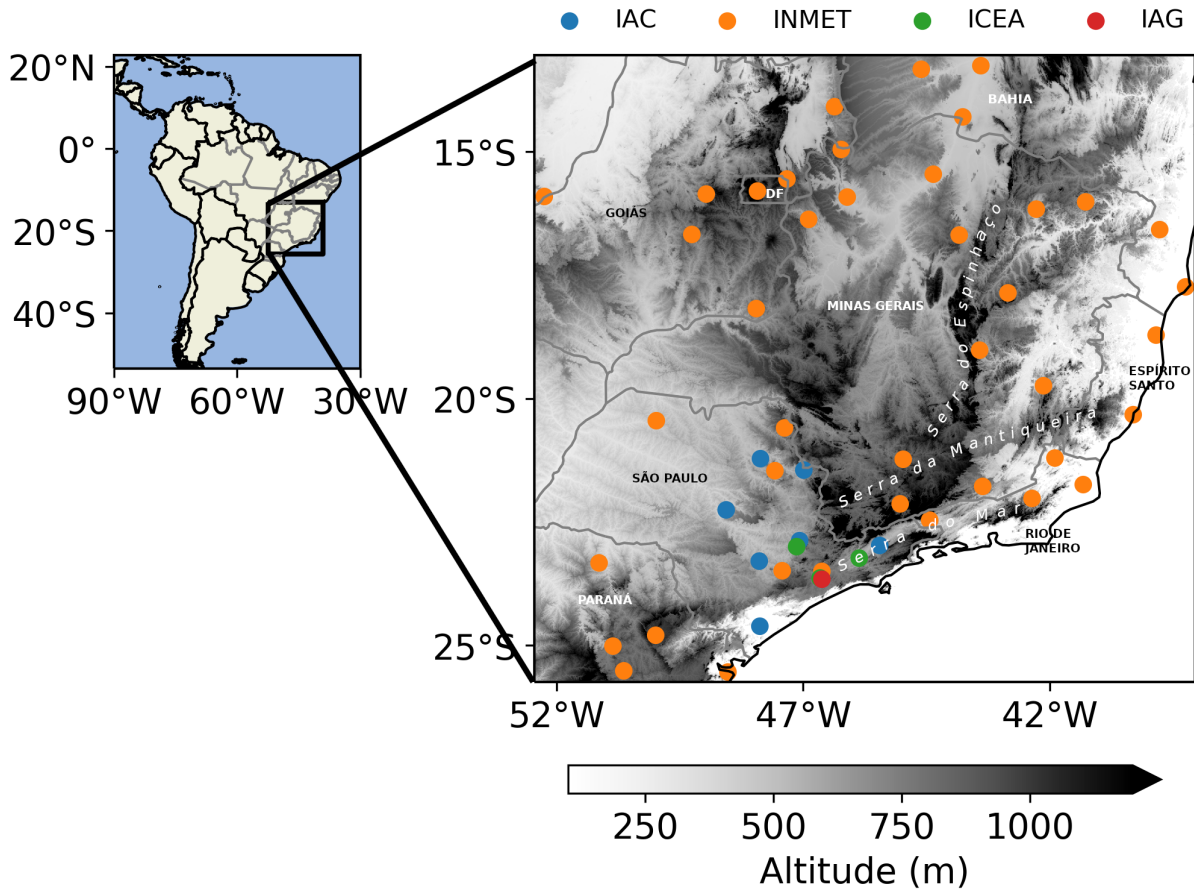 IAC INMET ICEA IAG
20°N
0°
20°S
40°S
90°W 60°W 30°W
15°S
20°S
25°S
BAHIA
DF
GOIÁS
MINAS GERAIS
Serra do Espinhaço
ESPÍRITO
SANTO
Serra da Mantiqueira
SÃO PAULO
Serra do Mar
RIO DE
JANEIRO
PARANÁ
52°W 47°W 42°W
250 500 750 1000
Altitude (m)